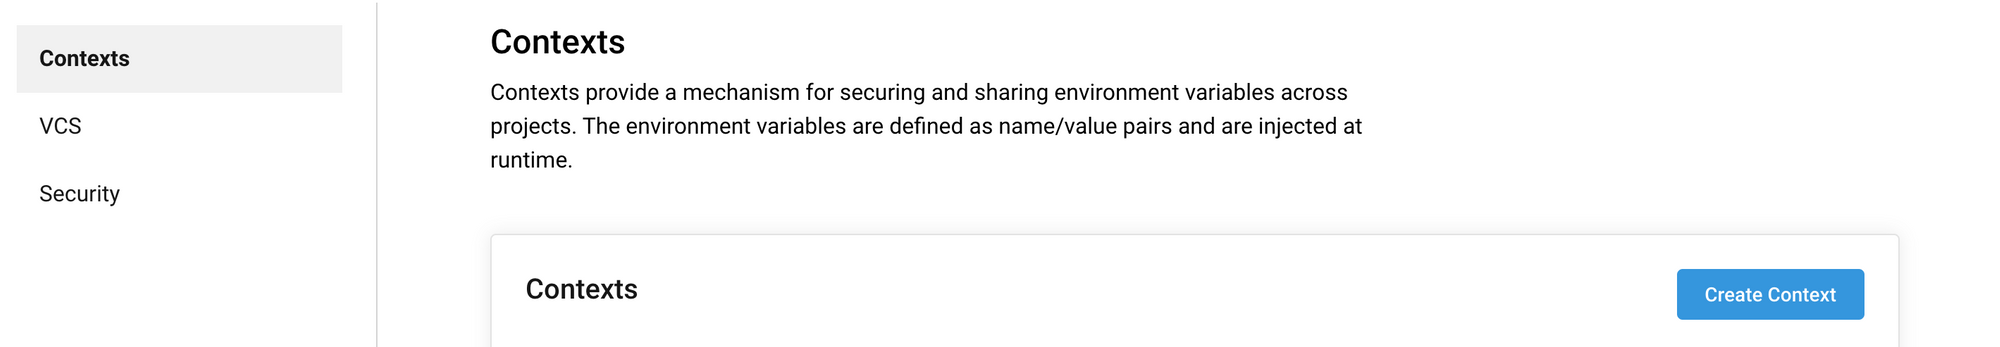 Contexts
VCS
Security
Contexts
Contexts provide a mechanism for securing and sharing environment variables across
projects. The environment variables are defined as name/value pairs and are injected at
runtime.
Contexts
Create Context